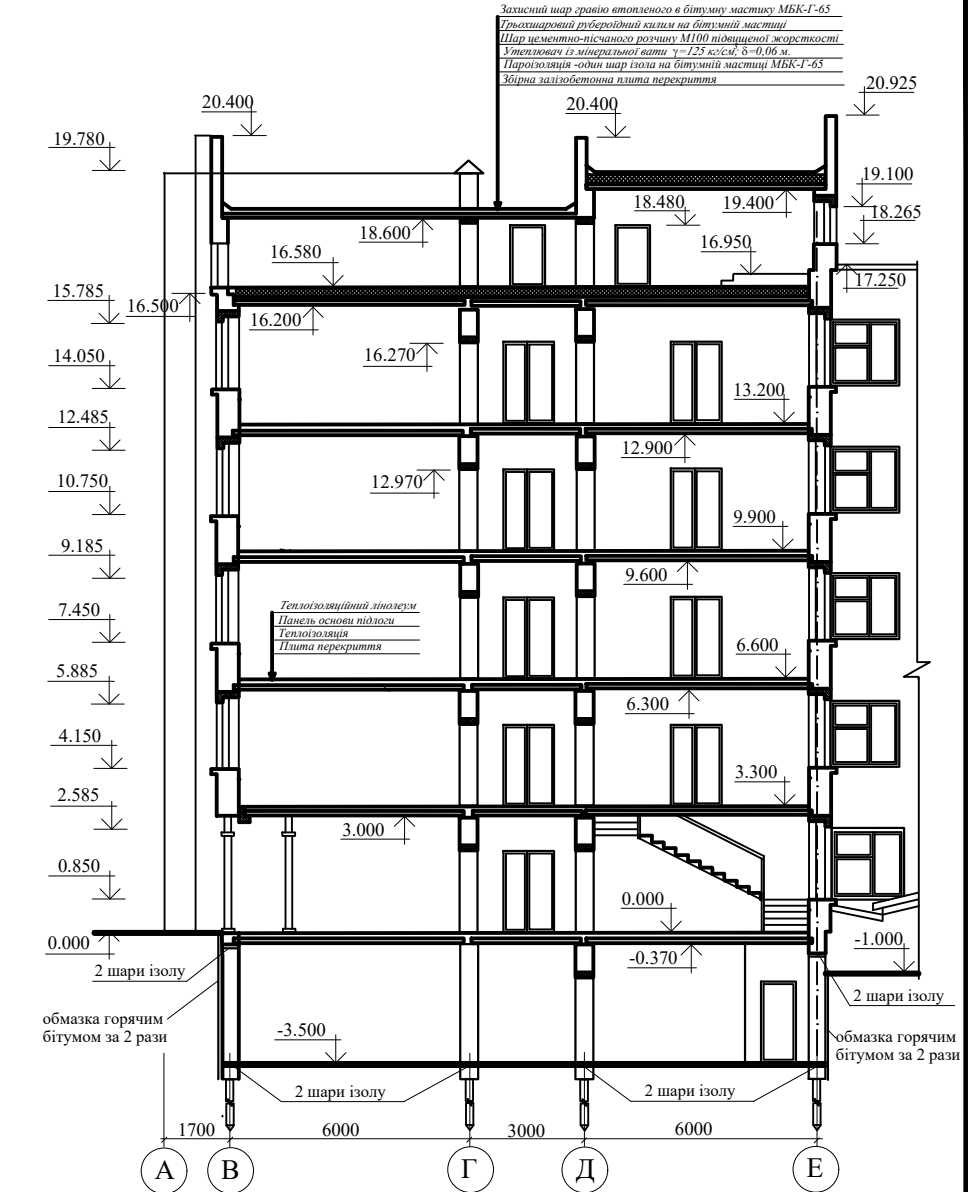 Захисний шар гравію втопленого в бітумну мастику МБК-Г-65
Трьохшаровий рубероїдний килим на бітумній мастиці
Шар цементно-пісчаного розчину М100 підвищеної жорсткості
Утеплювач із мінеральної вати γ=125 кг/см³; δ=0,06 м.
Пароізоляція -один шар ізола на бітумній мастиці МБК-Г-65
Збірна залізобетонна плита перекриття
20.400
20.400
20.925
19.780
19.100
18.480
19.400
18.265
18.600
16.580
16.950
15.785
16.500
17.250
16.200
14.050
16.270
13.200
12.485
12.900
10.750
12.970
9.900
9.185
9.600
7.450
Теплоізоляційний лінолеум
Панель основи підлоги
Теплоізоляція
Плита перекриття
6.600
5.885
6.300
4.150
3.300
2.585
3.000
0.850
0.000
0.000
-0.370
-1.000
2 шари ізолу
2 шари ізолу
обмазка горячим
бітумом за 2 рази
-3.500
обмазка горячим
бітумом за 2 рази
2 шари ізолу
2 шари ізолу
1700
6000
3000
6000
А
В
Г
Д
Е